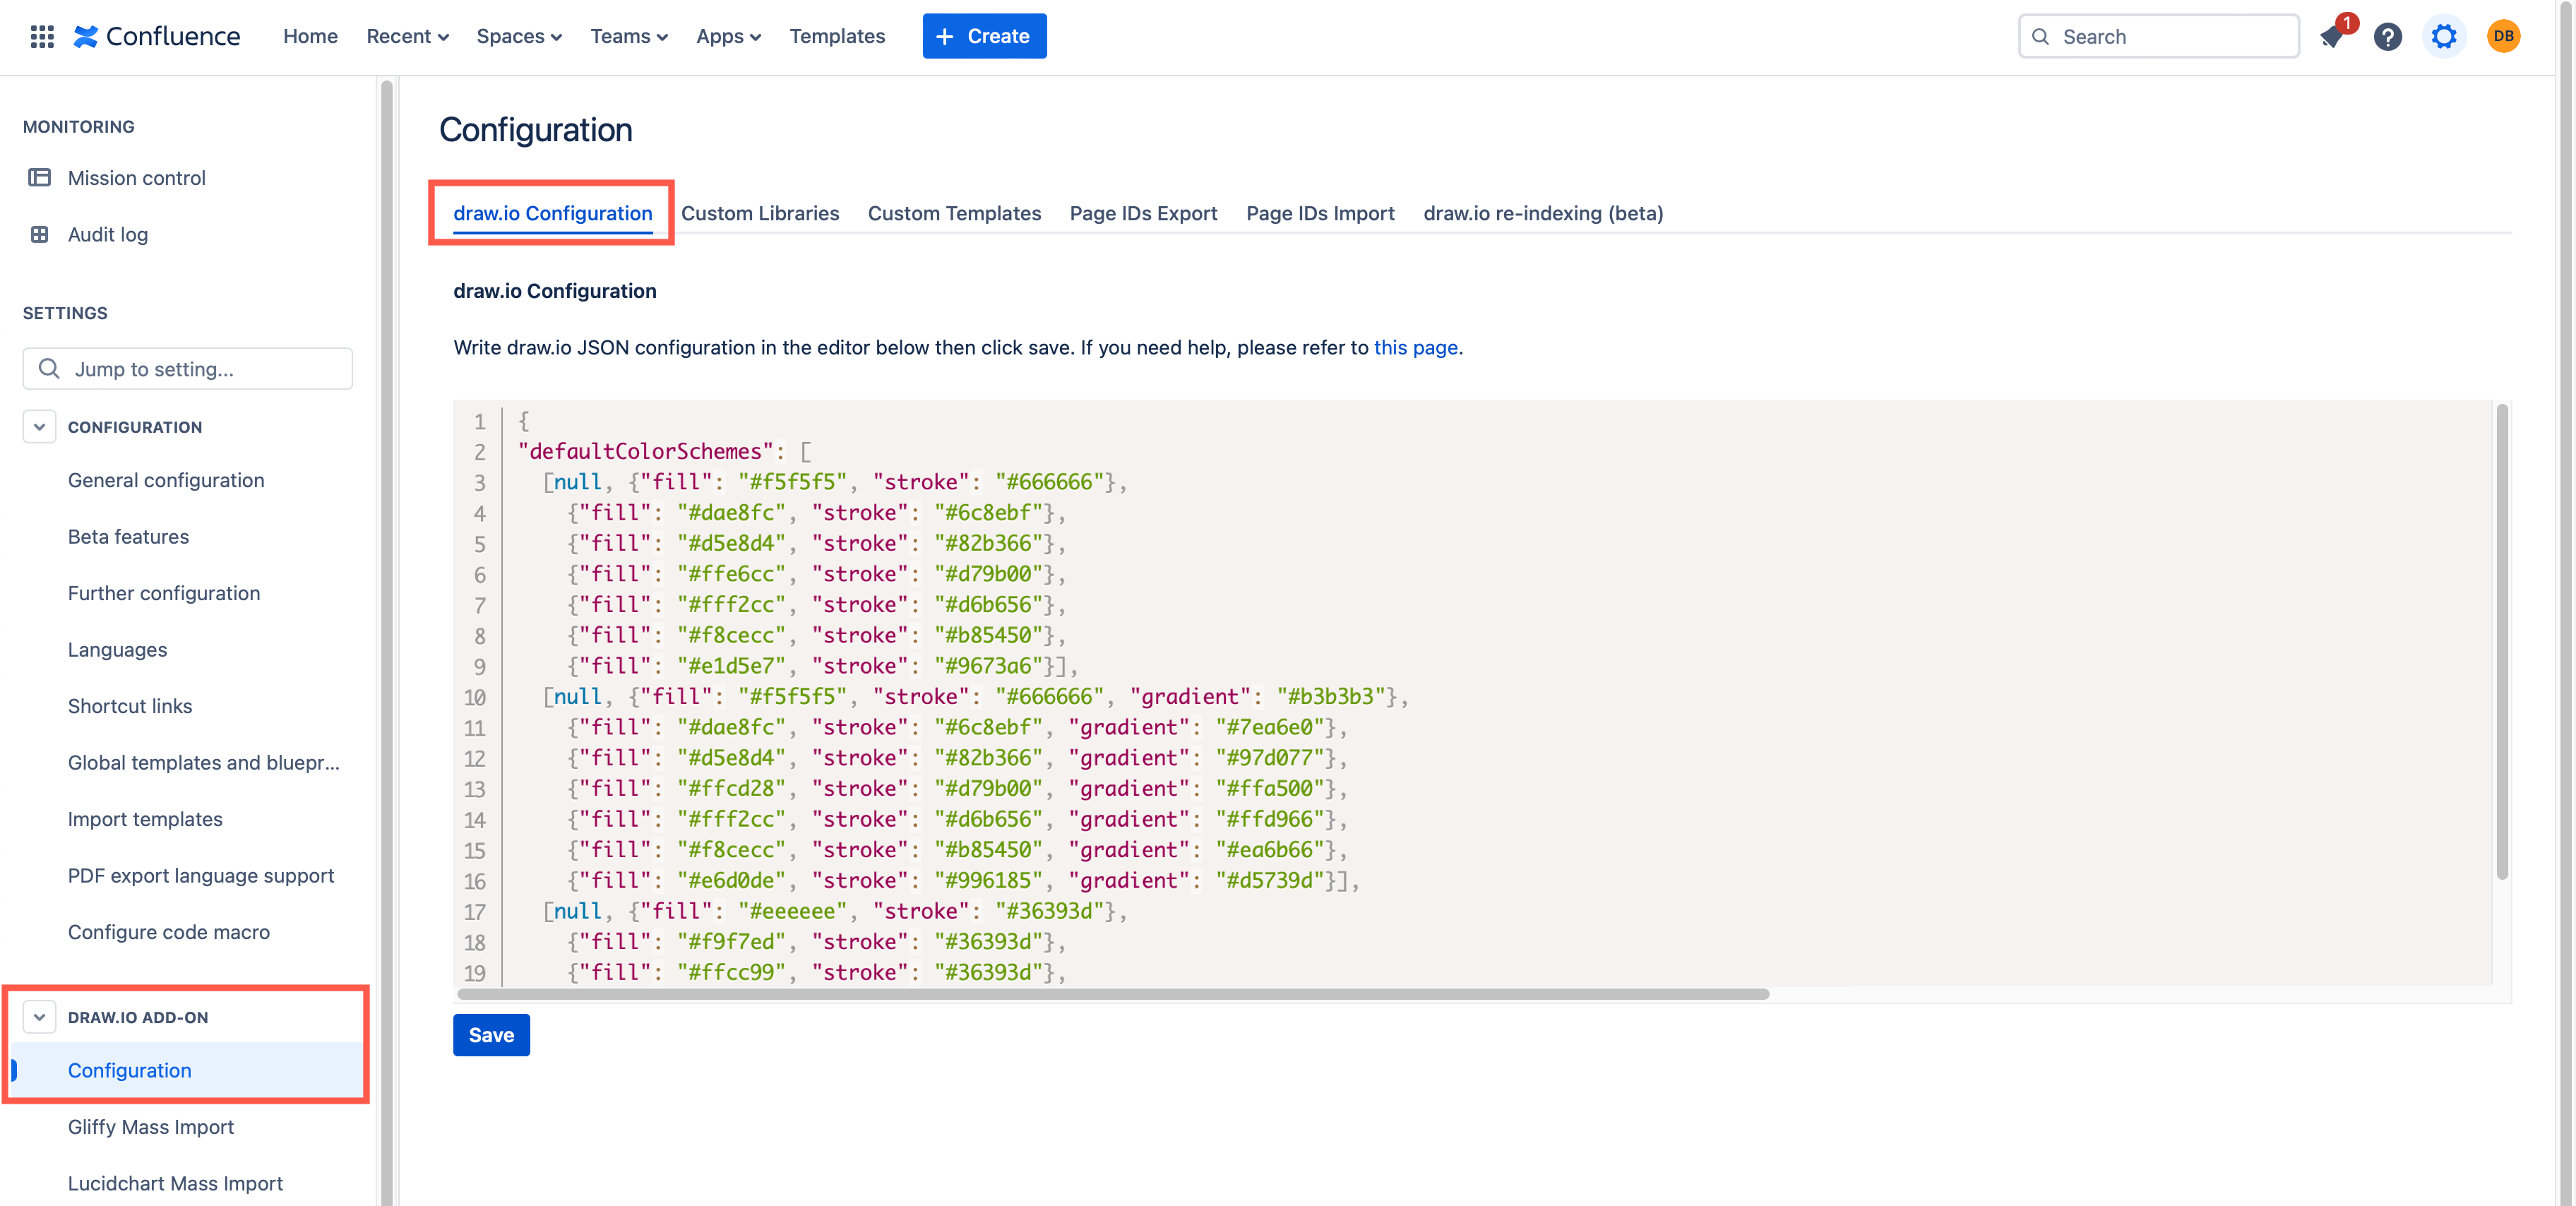 Confluence Home Recent Spaces Teams Apps Templates + Create Search 1 ? DB
MONITORING
Mission control
Audit log
SETTINGS
Jump to setting...
CONFIGURATION
General configuration
Beta features
Further configuration
Languages
Shortcut links
Global templates and bluepr...
Import templates
PDF export language support
Configure code macro
DRAW.IO ADD-ON
Configuration
Gliffy Mass Import
Lucidchart Mass Import
Configuration
draw.io Configuration Custom Libraries Custom Templates Page IDs Export Page IDs Import draw.io re-indexing (beta)
draw.io Configuration
Write draw.io JSON configuration in the editor below then click save. If you need help, please refer to this page.
1 {
2 "defaultColorSchemes": [
3 [null, {"fill": "#f5f5f5", "stroke": "#666666"},
4 {"fill": "#dae8fc", "stroke": "#6c8ebf"},
5 {"fill": "#d5e8d4", "stroke": "#82b366"},
6 {"fill": "#ffe6cc", "stroke": "#d79b00"},
7 {"fill": "#fff2cc", "stroke": "#d6b656"},
8 {"fill": "#f8cecc", "stroke": "#b85450"},
9 {"fill": "#e1d5e7", "stroke": "#9673a6"}],
10 [null, {"fill": "#f5f5f5", "stroke": "#666666", "gradient": "#b3b3b3"},
11 {"fill": "#dae8fc", "stroke": "#6c8ebf", "gradient": "#7ea6e0"},
12 {"fill": "#d5e8d4", "stroke": "#82b366", "gradient": "#97d077"},
13 {"fill": "#ffcd28", "stroke": "#d79b00", "gradient": "#ffa500"},
14 {"fill": "#fff2cc", "stroke": "#d6b656", "gradient": "#ffd966"},
15 {"fill": "#f8cecc", "stroke": "#b85450", "gradient": "#ea6b66"},
16 {"fill": "#e6d0de", "stroke": "#996185", "gradient": "#d5739d"}],
17 [null, {"fill": "#eeeeee", "stroke": "#36393d"},
18 {"fill": "#f9f7ed", "stroke": "#36393d"},
19 {"fill": "#ffcc99", "stroke": "#36393d"},
Save